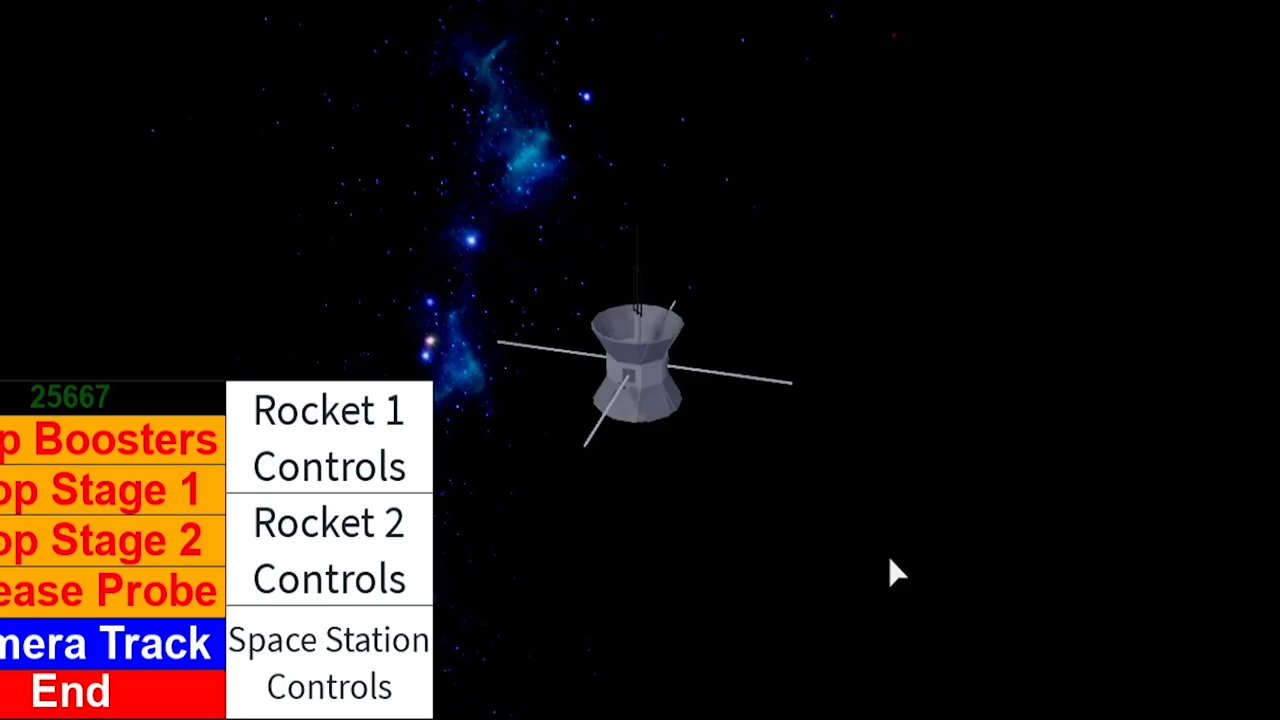 25667
p Boosters
op Stage 1
op Stage 2
ease Probe
mera Track
End
Rocket 1
Controls
Rocket 2
Controls
Space Station
Controls